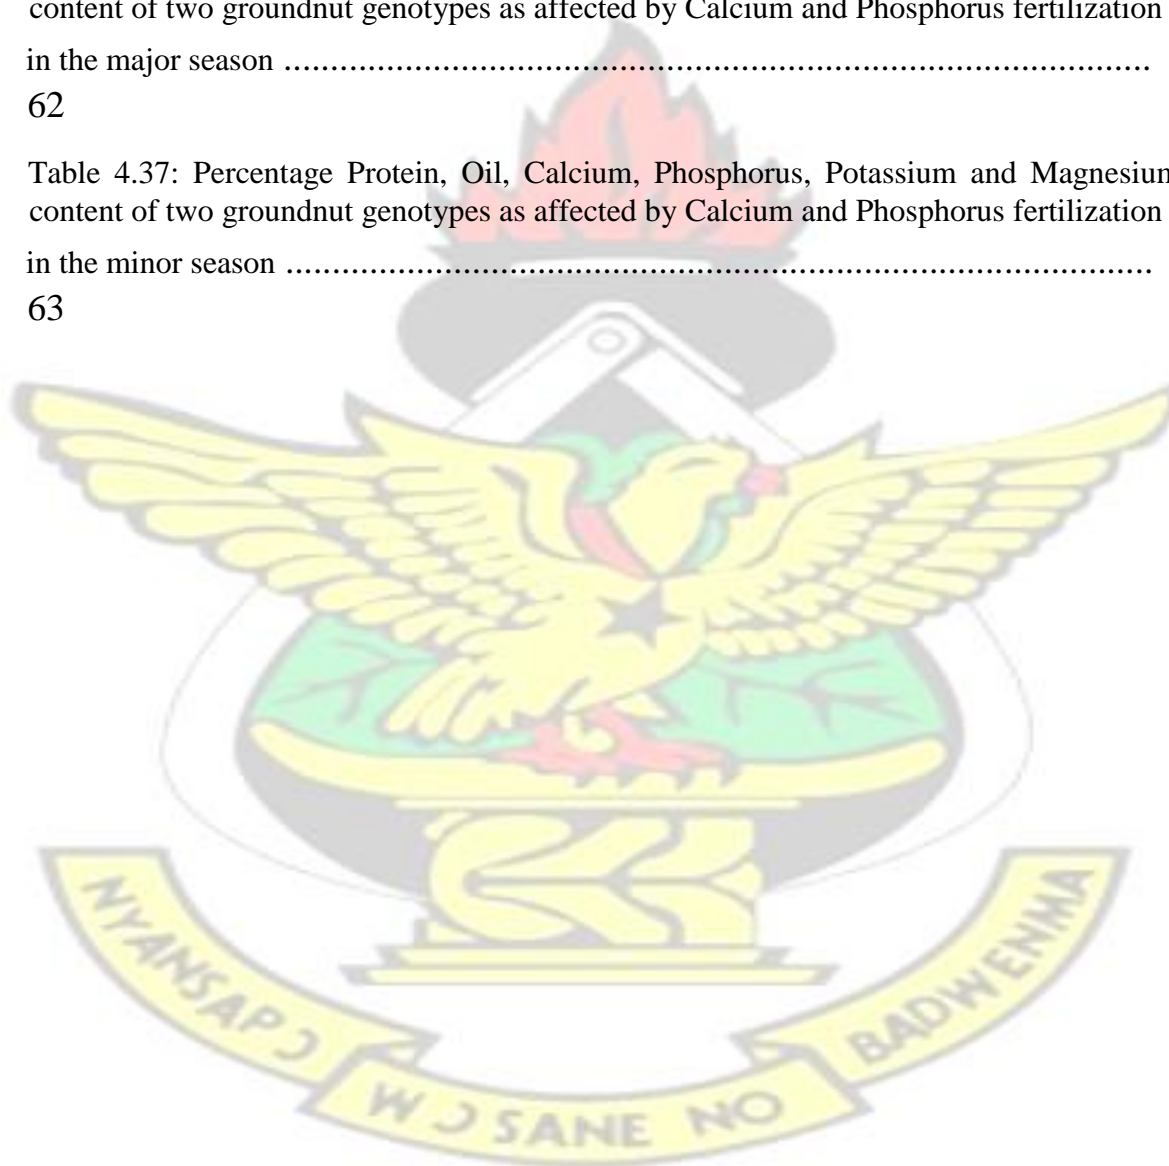 content of two groundnut genotypes as affected by Calcium and Phosphorus fertilization
in the major season ............................................................................................
62
Table 4.37: Percentage Protein, Oil, Calcium, Phosphorus, Potassium and Magnesium
content of two groundnut genotypes as affected by Calcium and Phosphorus fertilization
in the minor season ............................................................................................
63
NYANSAPƆ
WƆ SANE NO
BADWENMA